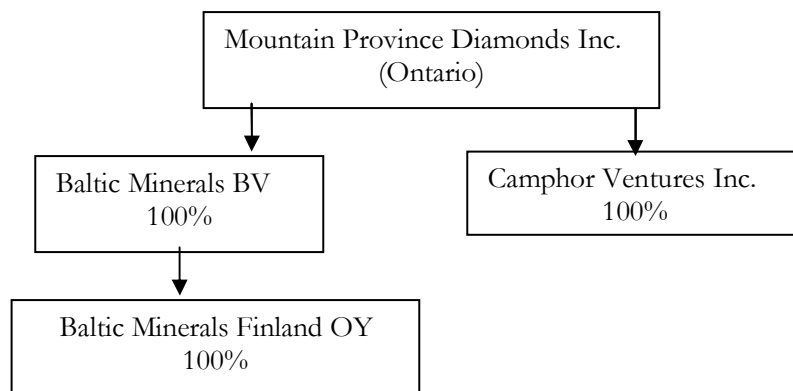 Mountain Province Diamonds Inc.
(Ontario)
Baltic Minerals BV
100%
Camphor Ventures Inc.
100%
Baltic Minerals Finland OY
100%